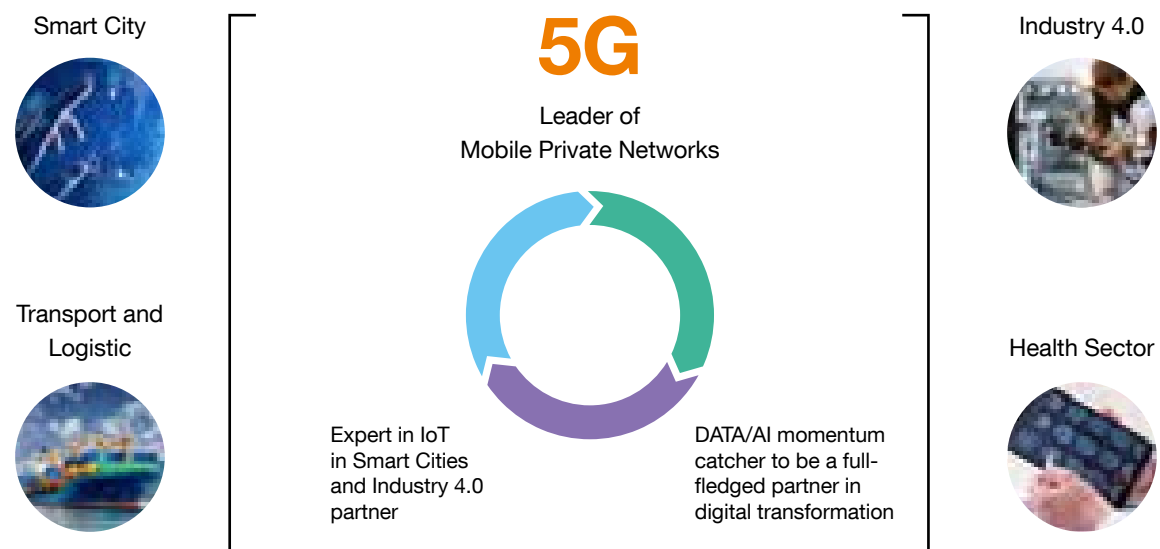 Smart City
Transport and
Logistic
5G
Leader of
Mobile Private Networks
Expert in IoT
in Smart Cities
and Industry 4.0
partner
DATA/AI momentum
catcher to be a full-
fledged partner in
digital transformation
Industry 4.0
Health Sector